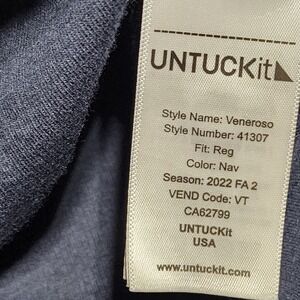 UNTUCKit
Style Name: Veneroso
Style Number: 41307
Fit: Reg
Color: Nav
Season: 2022 FA 2
VEND Code: VT
CA62799
UNTUCKit
USA
www.untuckit.com